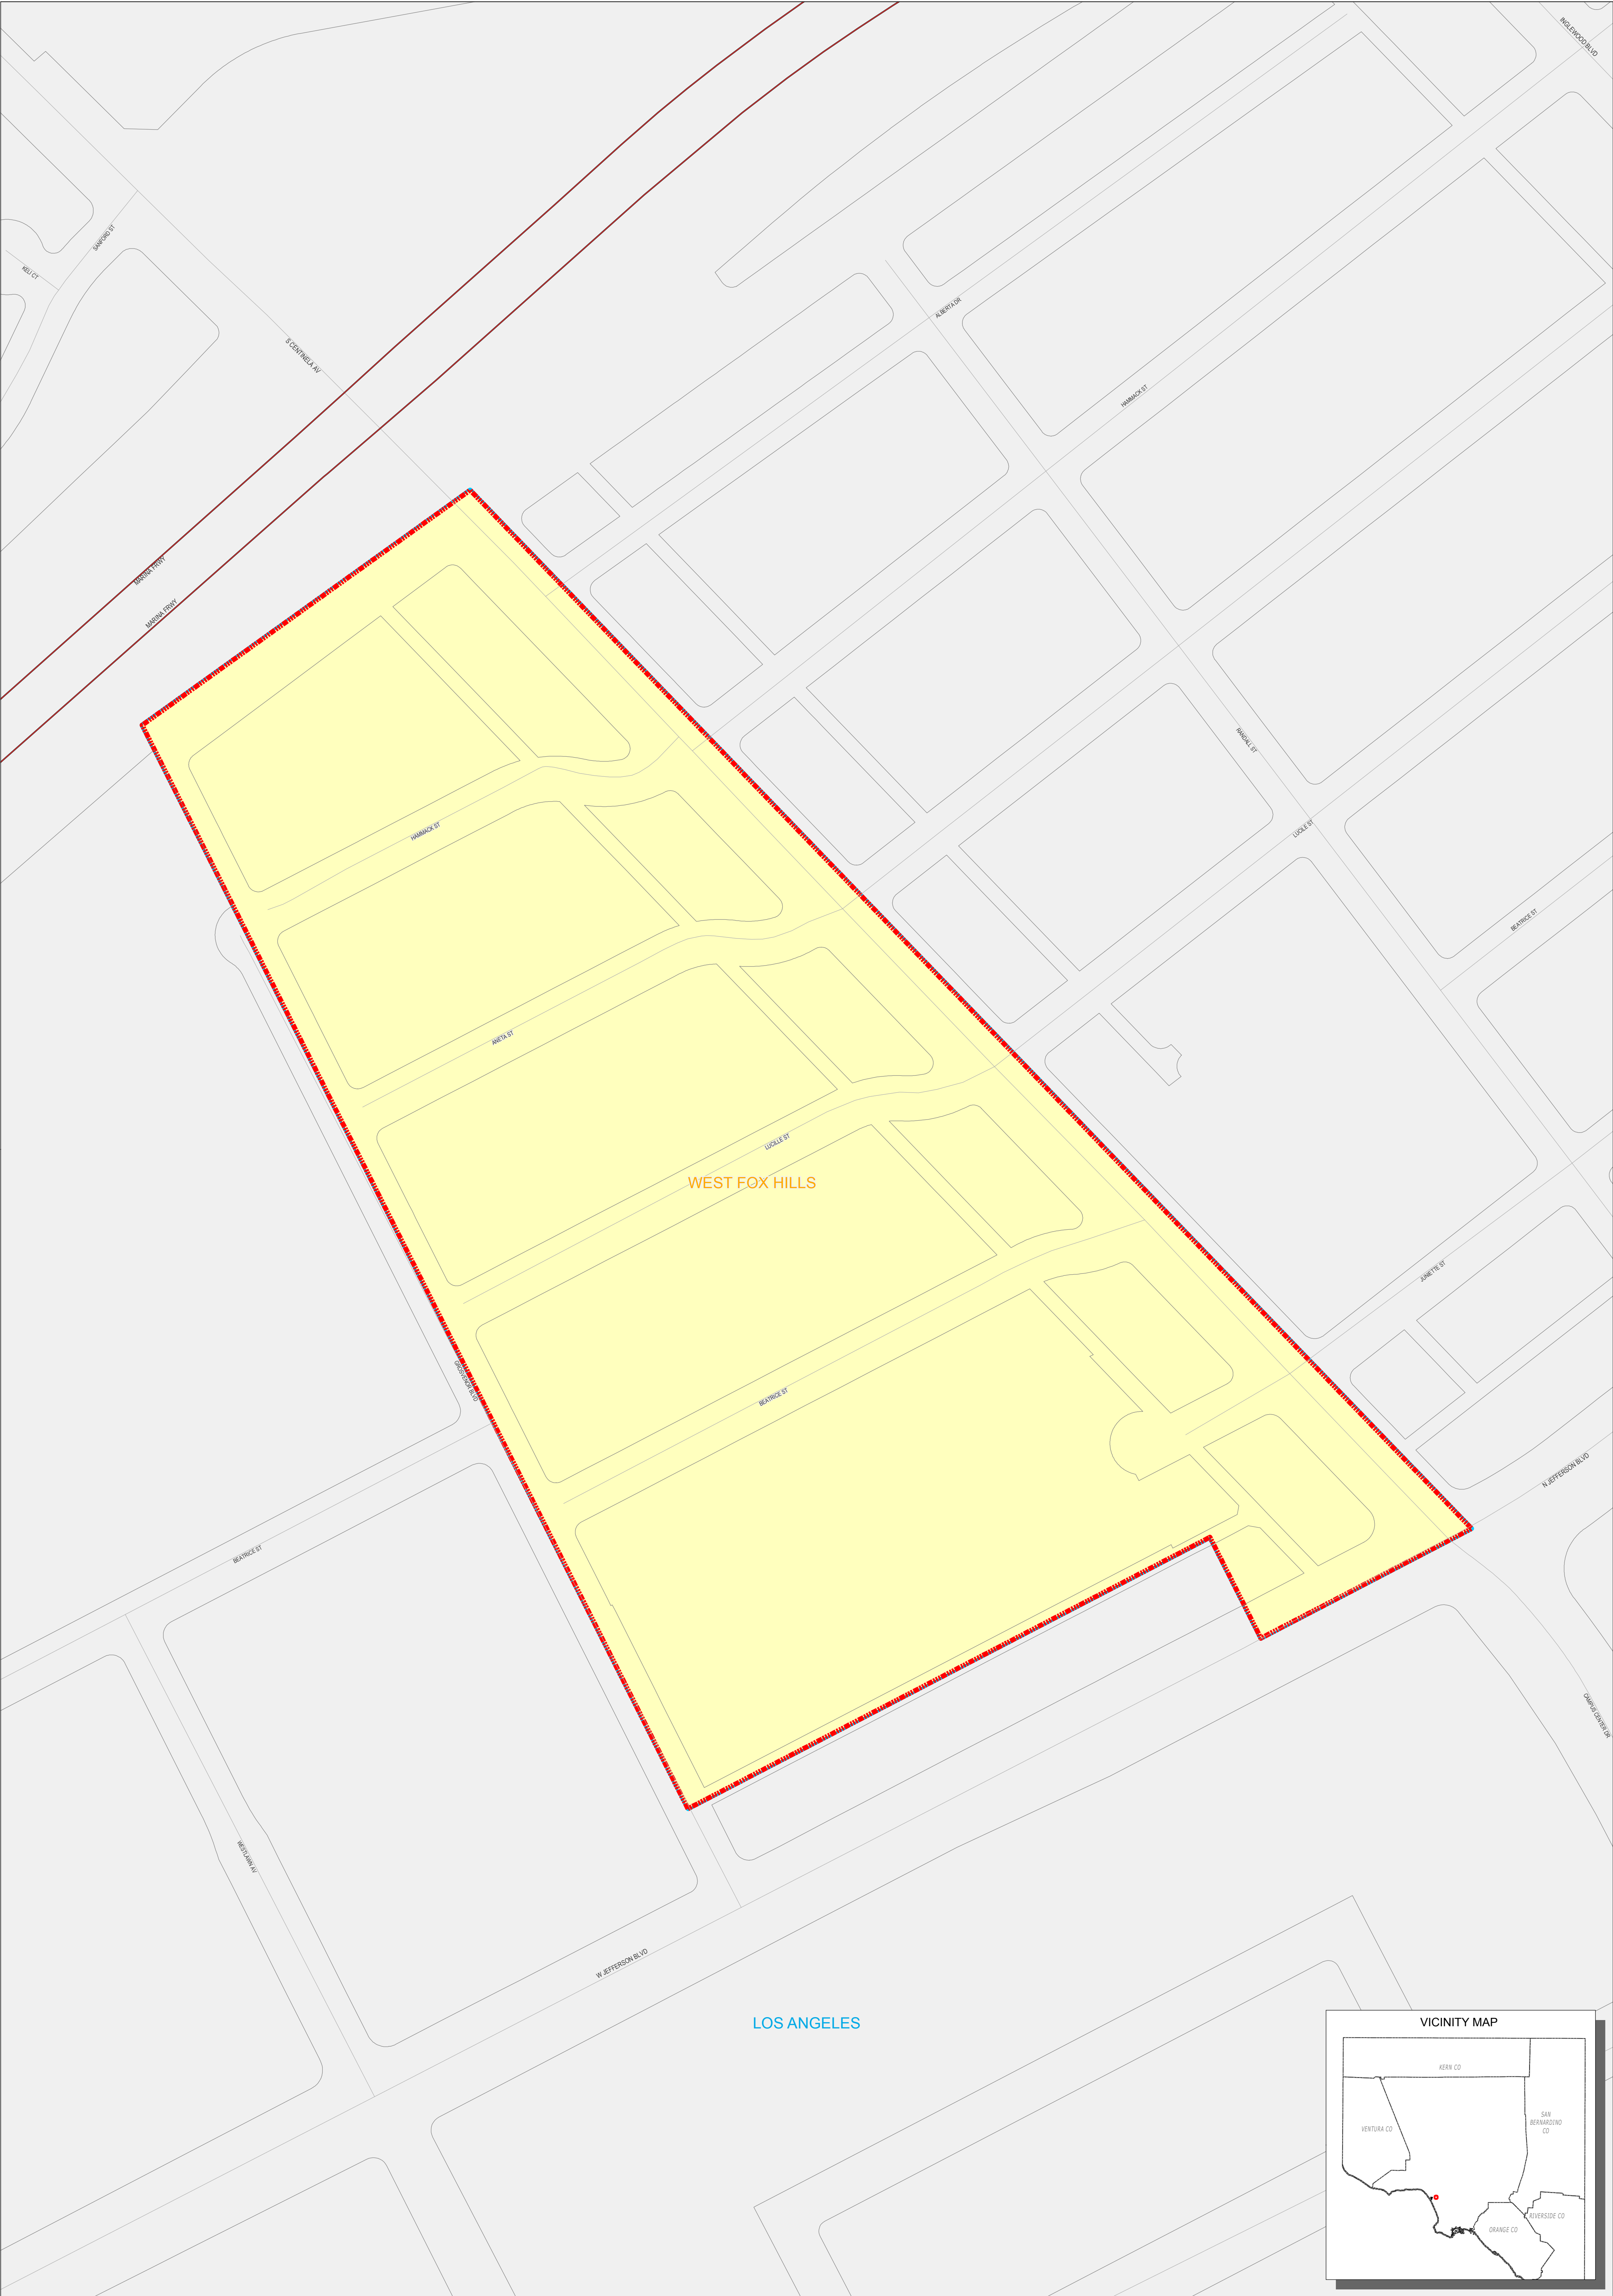 INGLEWOOD BLVD
SANFORD ST
KELI CT
ALBERTA DR
S CENTINELA AV
HAMMACK ST
MARINA FRWY
MARINA FRWY
RANDALL ST
HAMMACK ST
LUCILE ST
BEATRICE ST
ANETA ST
LUCILLE ST
WEST FOX HILLS
JUNIETTE ST
GROSVENOR BLVD
BEATRICE ST
N JEFFERSON BLVD
BEATRICE ST
CAMPUS CENTER DR
WESTLAWN AV
W JEFFERSON BLVD
LOS ANGELES
VICINITY MAP
KERN CO
VENTURA CO
SAN
BERNARDINO
CO
RIVERSIDE CO
ORANGE CO